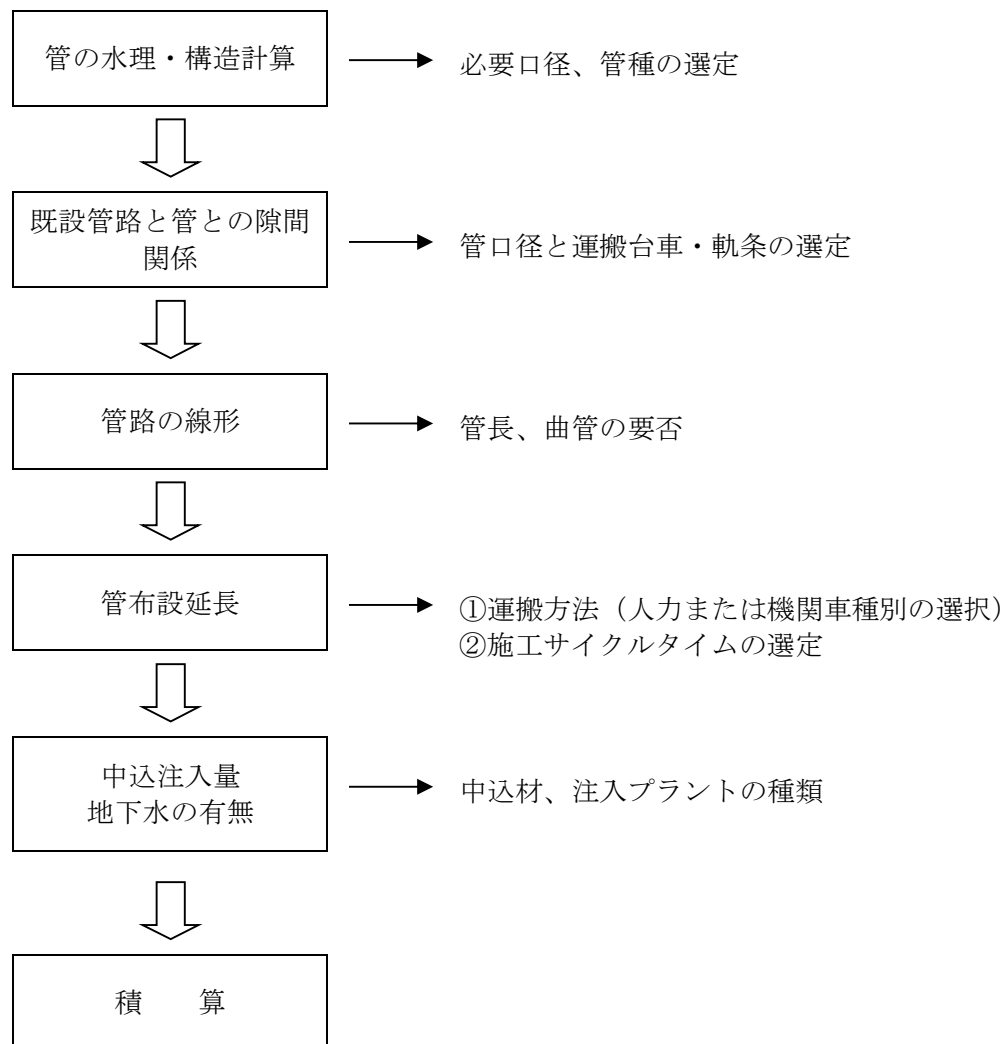 管の水理・構造計算
必要口径、管種の選定
既設管路と管との隙間
関係
管口径と運搬台車・軌条の選定
管路の線形
管長、曲管の要否
管布設延長
①運搬方法（人力または機関車種別の選択）
②施工サイクルタイムの選定
中込注入量
地下水の有無
中込材、注入プラントの種類
積　　算